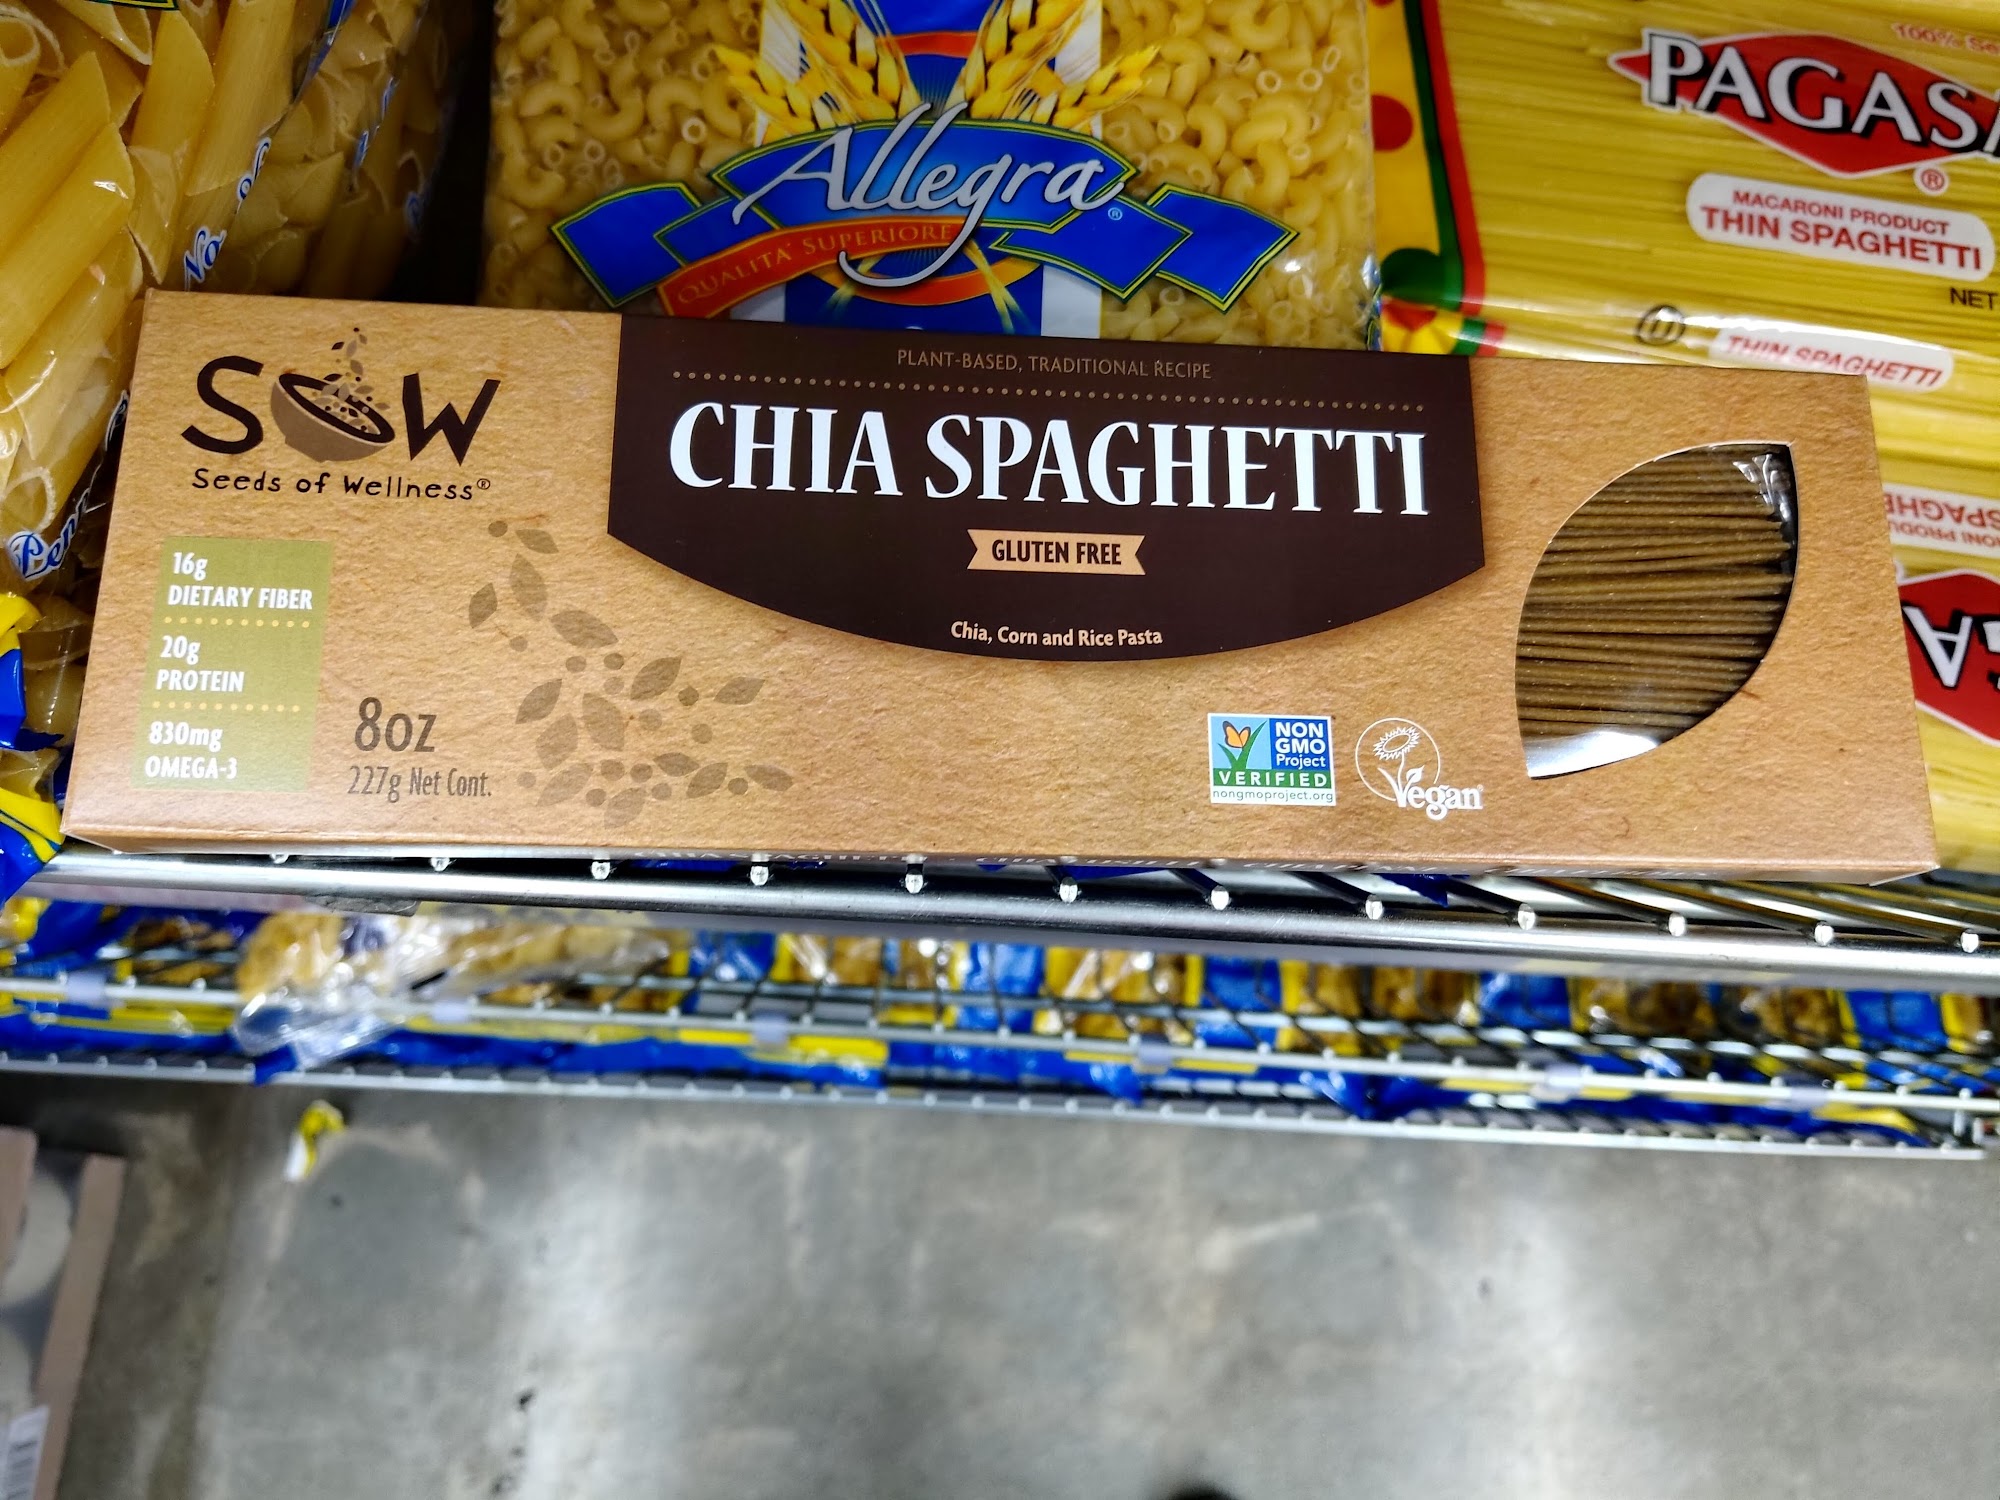 Allegra®
QUALITA' SUPERIORE
100%
PAGAS
®
MACARONI PRODUCT
THIN SPAGHETTI
NET
THIN SPAGHETTI
SOW
Seeds of Wellness®
PLANT-BASED, TRADITIONAL RECIPE
CHIA SPAGHETTI
GLUTEN FREE
Chia, Corn and Rice Pasta
16g
DIETARY FIBER
20g
PROTEIN
830mg
OMEGA-3
8oz
227g Net Cont.
NON
GMO
Project
VERIFIED
nongmoproject.org
Vegan